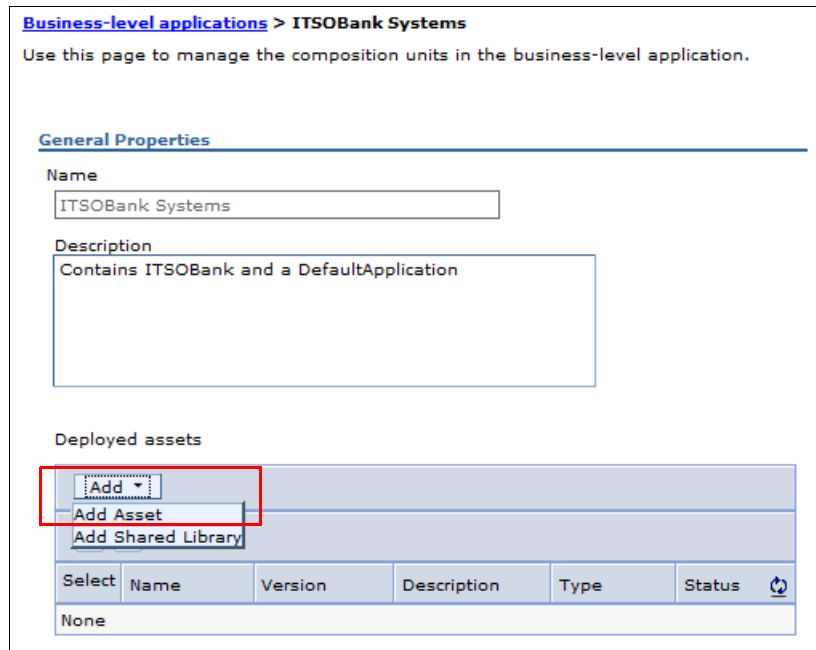 Business-level applications > ITSOBank Systems
Use this page to manage the composition units in the business-level application.
General Properties
Name
ITSOBank Systems
Description
Contains ITSOBank and a DefaultApplication
Deployed assets
Add
Add Asset
Add Shared Library
Select Name Version Description Type Status
None